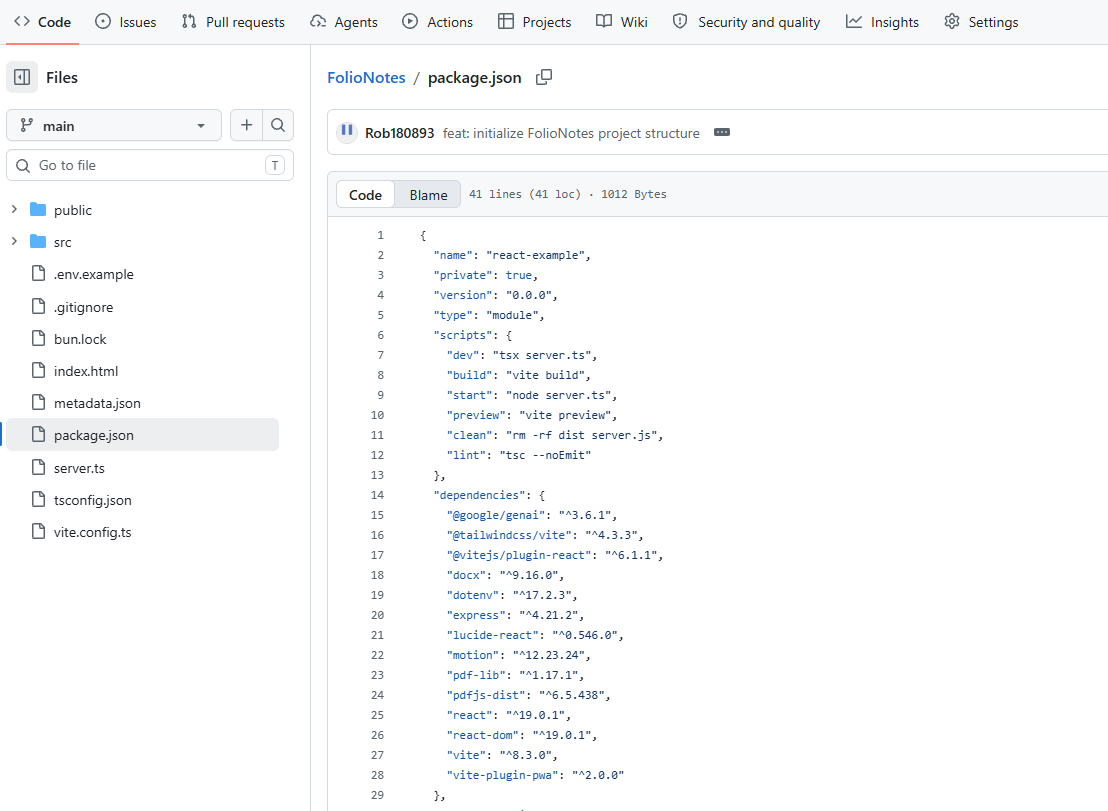 Code Issues Pull requests Agents Actions Projects Wiki Security and quality Insights Settings
Files
main
Go to file T
public
src
.env.example
.gitignore
bun.lock
index.html
metadata.json
package.json
server.ts
tsconfig.json
vite.config.ts
FolioNotes / package.json
Rob180893 feat: initialize FolioNotes project structure
Code Blame 41 lines (41 loc) · 1012 Bytes
1 {
2 "name": "react-example",
3 "private": true,
4 "version": "0.0.0",
5 "type": "module",
6 "scripts": {
7 "dev": "tsx server.ts",
8 "build": "vite build",
9 "start": "node server.ts",
10 "preview": "vite preview",
11 "clean": "rm -rf dist server.js",
12 "lint": "tsc --noEmit"
13 },
14 "dependencies": {
15 "@google/genai": "^3.6.1",
16 "@tailwindcss/vite": "^4.3.3",
17 "@vitejs/plugin-react": "^6.1.1",
18 "docx": "^9.16.0",
19 "dotenv": "^17.2.3",
20 "express": "^4.21.2",
21 "lucide-react": "^0.546.0",
22 "motion": "^12.23.24",
23 "pdf-lib": "^1.17.1",
24 "pdfjs-dist": "^6.5.438",
25 "react": "^19.0.1",
26 "react-dom": "^19.0.1",
27 "vite": "^8.3.0",
28 "vite-plugin-pwa": "^2.0.0"
29 },